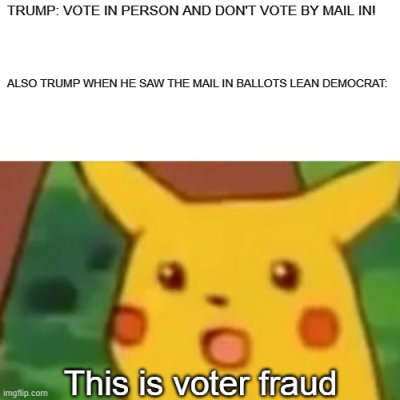 TRUMP: VOTE IN PERSON AND DON'T VOTE BY MAIL IN!
ALSO TRUMP WHEN HE SAW THE MAIL IN BALLOTS LEAN DEMOCRAT:
This is voter fraud
imgflip.com